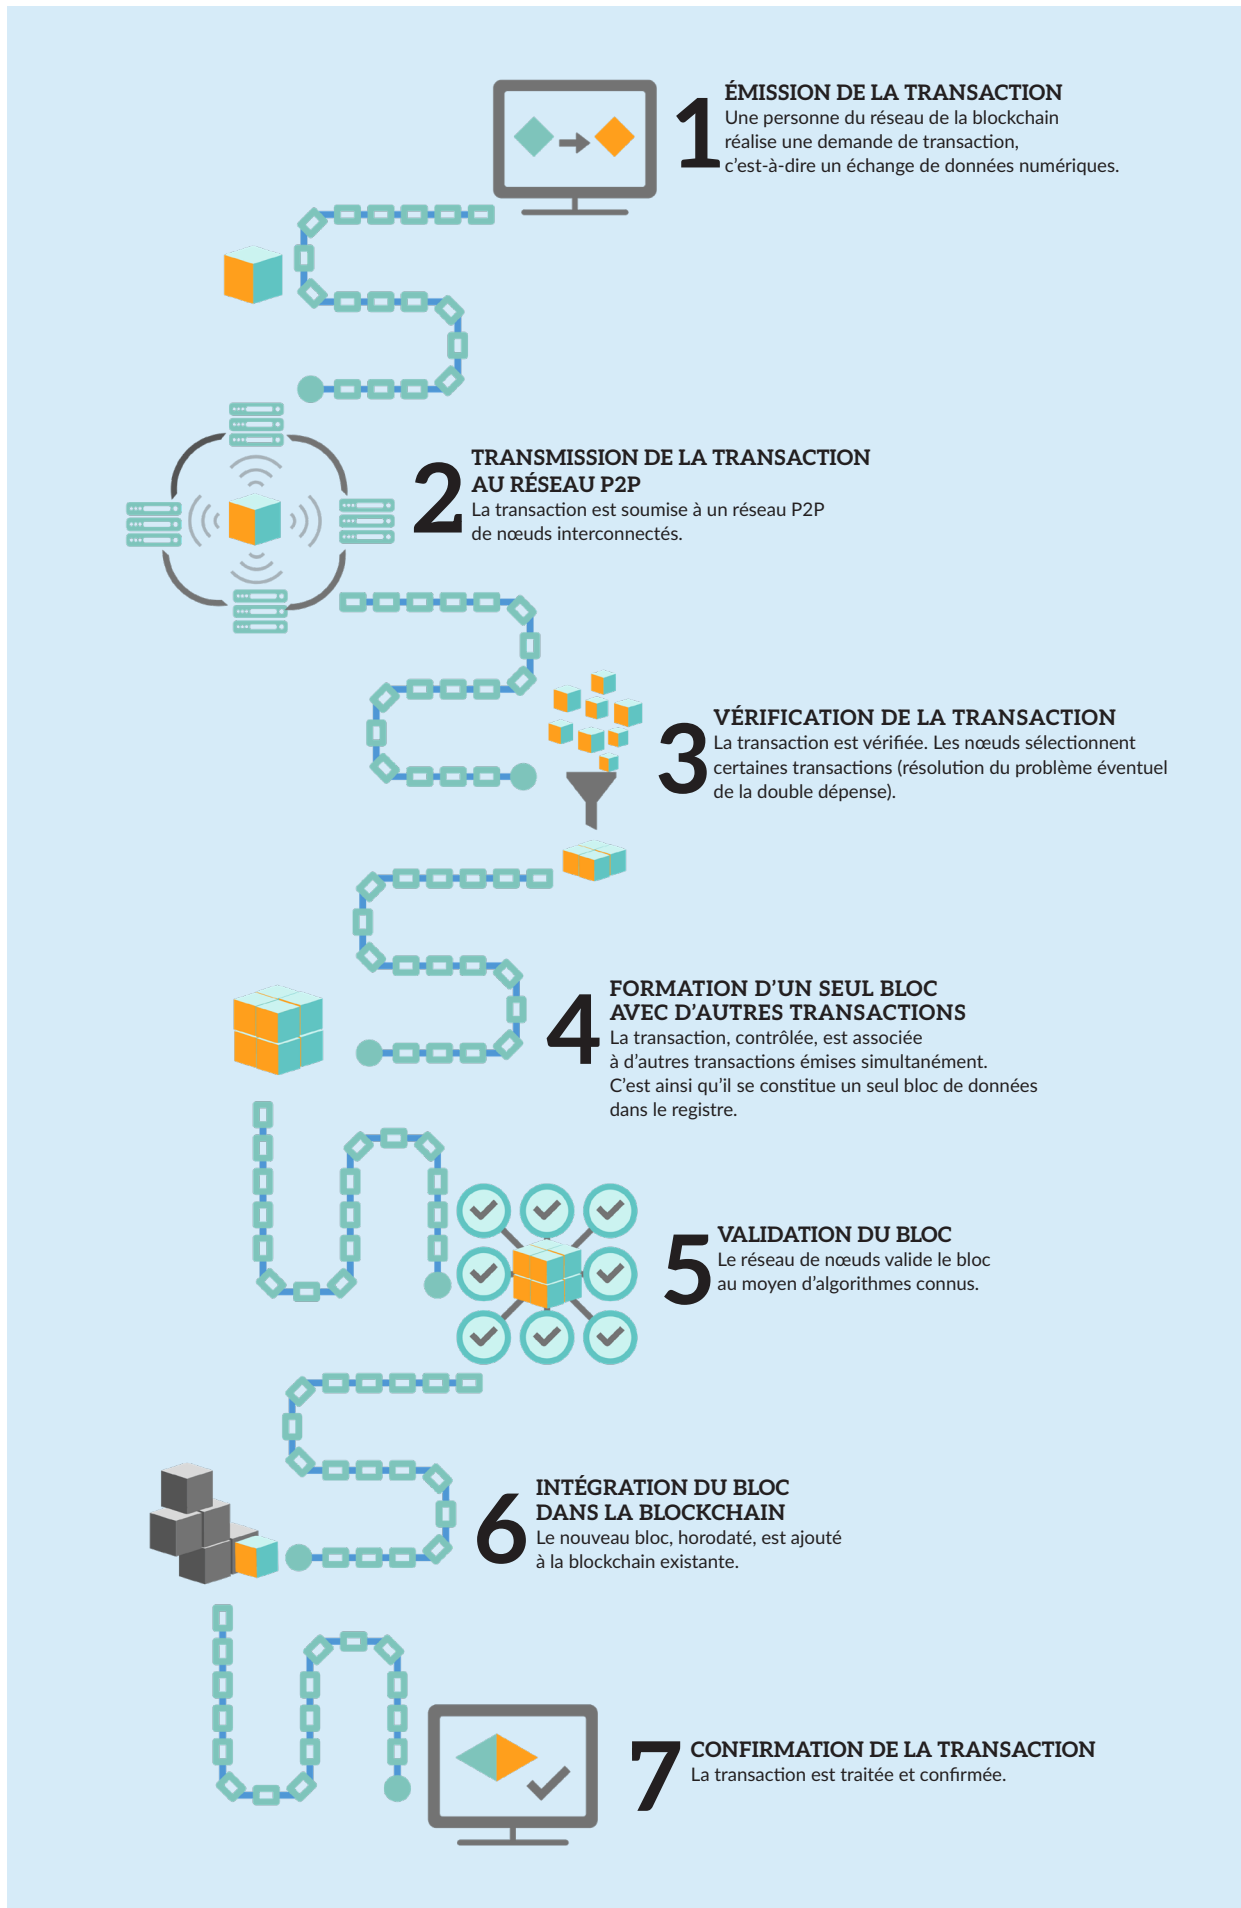 1
ÉMISSION DE LA TRANSACTION
Une personne du réseau de la blockchain
réalise une demande de transaction,
c'est-à-dire un échange de données numériques.
2
TRANSMISSION DE LA TRANSACTION
AU RÉSEAU P2P
La transaction est soumise à un réseau P2P
de nœuds interconnectés.
3
VÉRIFICATION DE LA TRANSACTION
La transaction est vérifiée. Les nœuds sélectionnent
certaines transactions (résolution du problème éventuel
de la double dépense).
4
FORMATION D'UN SEUL BLOC
AVEC D'AUTRES TRANSACTIONS
La transaction, contrôlée, est associée
à d'autres transactions émises simultanément.
C'est ainsi qu'il se constitue un seul bloc de données
dans le registre.
5
VALIDATION DU BLOC
Le réseau de nœuds valide le bloc
au moyen d'algorithmes connus.
6
INTÉGRATION DU BLOC
DANS LA BLOCKCHAIN
Le nouveau bloc, horodaté, est ajouté
à la blockchain existante.
7
CONFIRMATION DE LA TRANSACTION
La transaction est traitée et confirmée.